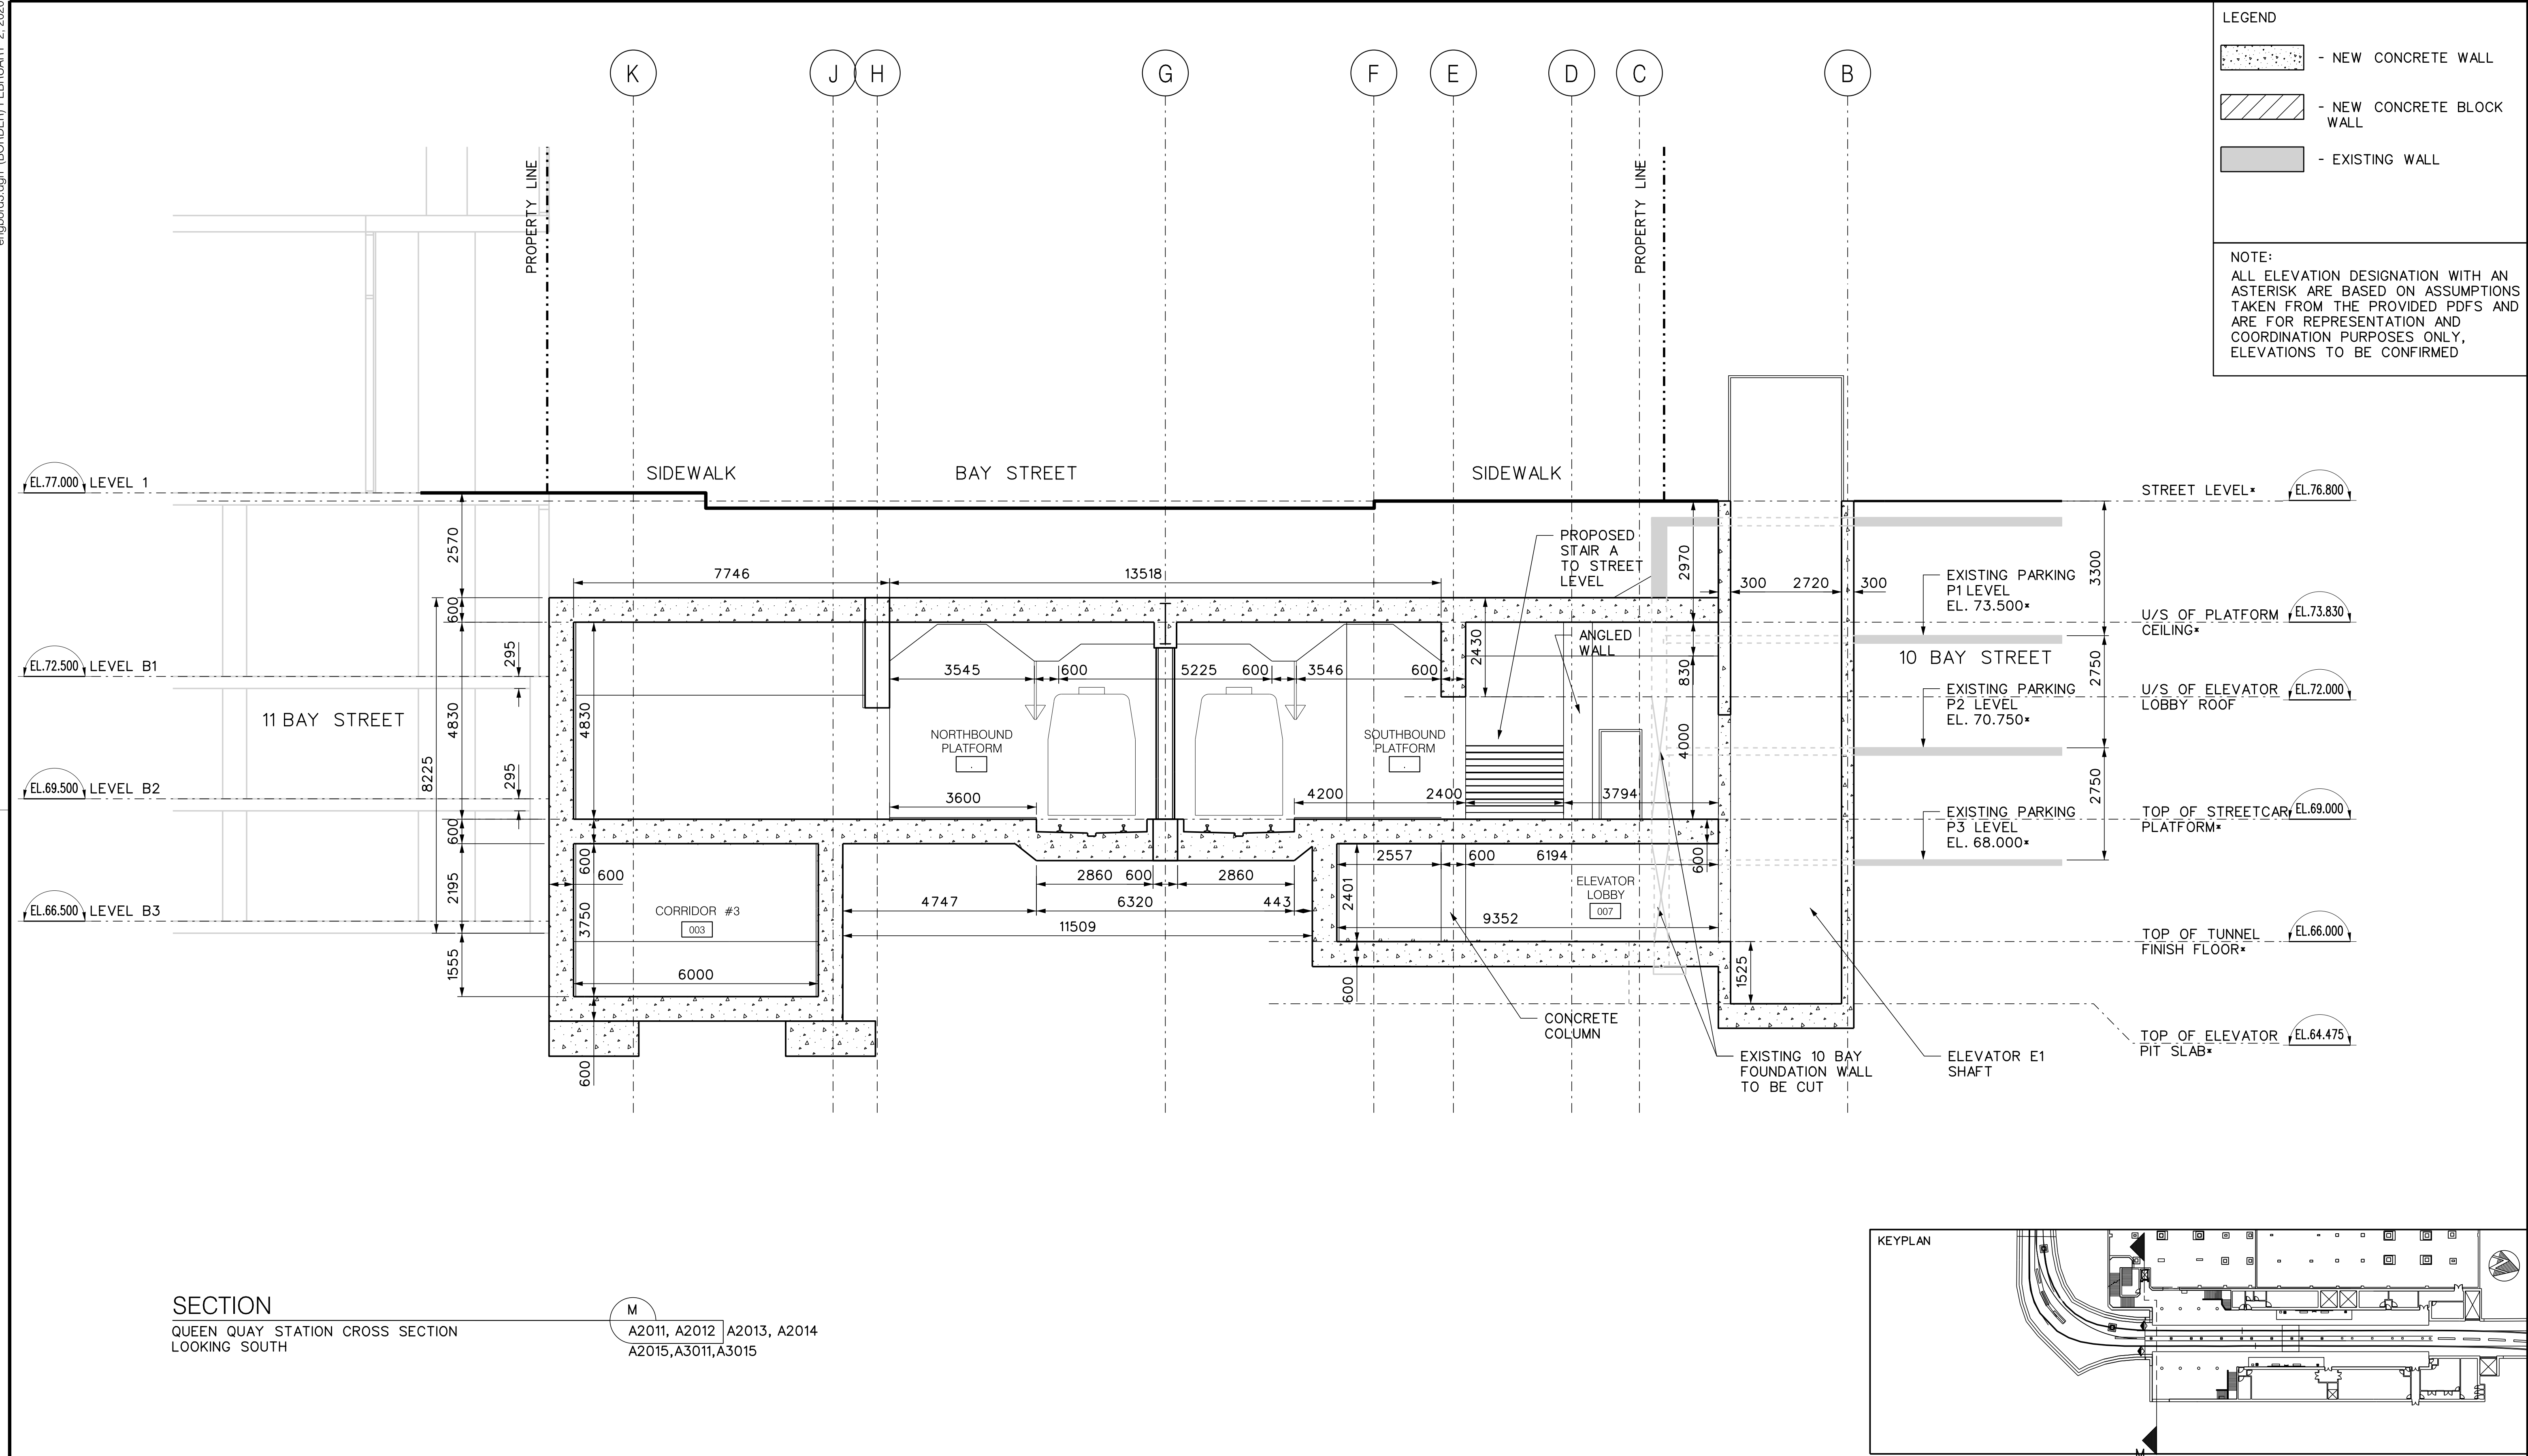 K
J
H
G
F
E
D
C
B
LEGEND
- NEW CONCRETE WALL
- NEW CONCRETE BLOCK
WALL
- EXISTING WALL
NOTE:
ALL ELEVATION DESIGNATION WITH AN
ASTERISK ARE BASED ON ASSUMPTIONS
TAKEN FROM THE PROVIDED PDFS AND
ARE FOR REPRESENTATION AND
COORDINATION PURPOSES ONLY,
ELEVATIONS TO BE CONFIRMED
PROPERTY LINE
PROPERTY LINE
SIDEWALK
BAY STREET
SIDEWALK
EL.77.000 LEVEL 1
EL.72.500 LEVEL B1
EL.69.500 LEVEL B2
EL.66.500 LEVEL B3
11 BAY STREET
2570
600
4830
8225
600
2195
1555
295
295
7746
13518
4830
600
3750
600
600
6000
CORRIDOR #3
003
3545
600
5225
600
3546
600
NORTHBOUND
PLATFORM
SOUTHBOUND
PLATFORM
3600
4200
2400
3794
2860
600
2860
4747
6320
443
11509
2430
2970
830
4000
600
PROPOSED
STAIR A
TO STREET
LEVEL
ANGLED
WALL
2557
600
6194
2401
9352
ELEVATOR
LOBBY
007
600
1525
CONCRETE
COLUMN
EXISTING 10 BAY
FOUNDATION WALL
TO BE CUT
ELEVATOR E1
SHAFT
300
2720
300
EXISTING PARKING
P1 LEVEL
EL. 73.500*
10 BAY STREET
EXISTING PARKING
P2 LEVEL
EL. 70.750*
EXISTING PARKING
P3 LEVEL
EL. 68.000*
3300
2750
2750
STREET LEVEL* EL.76.800
U/S OF PLATFORM EL.73.830
CEILING*
U/S OF ELEVATOR EL.72.000
LOBBY ROOF
TOP OF STREETCAR EL.69.000
PLATFORM*
TOP OF TUNNEL EL.66.000
FINISH FLOOR*
TOP OF ELEVATOR EL.64.475
PIT SLAB*
SECTION
QUEEN QUAY STATION CROSS SECTION
LOOKING SOUTH
M
A2011, A2012 A2013, A2014
A2015,A3011,A3015
KEYPLAN